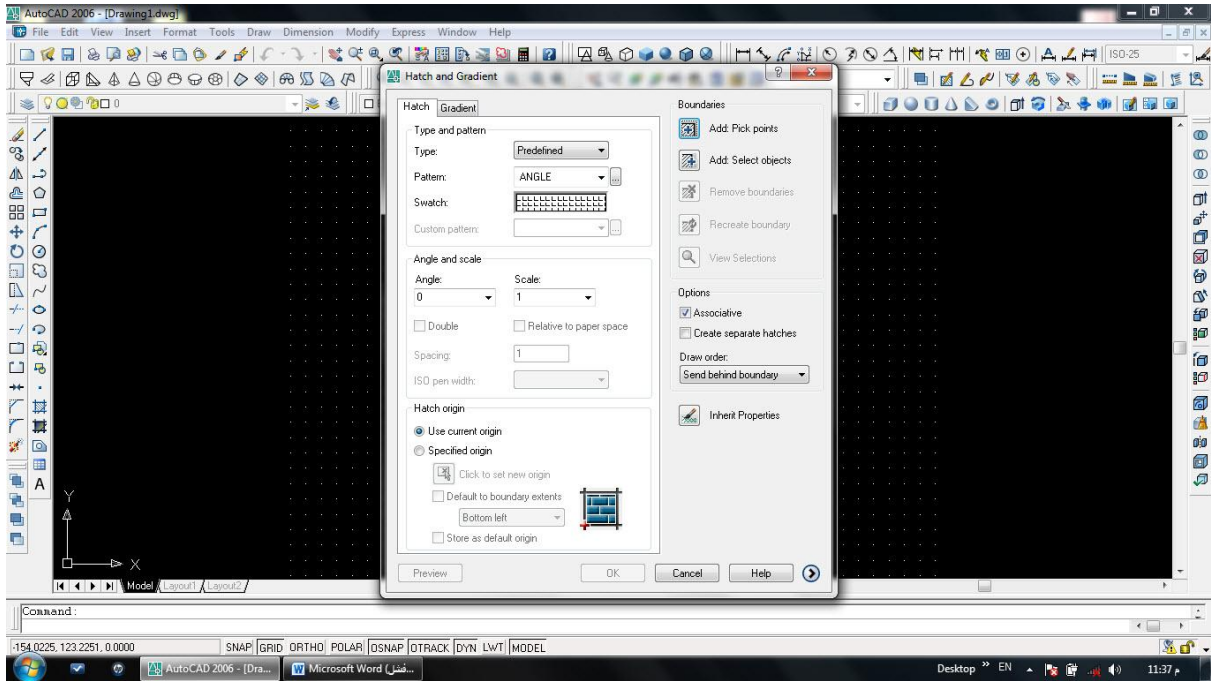 AutoCAD 2006 - [Drawing1.dwg]
File Edit View Insert Format Tools Draw Dimension Modify Express Window Help
ISO-25
0
Hatch and Gradient
Hatch Gradient
Type and pattern
Type: Predefined
Pattern: ANGLE ...
Swatch:
Custom pattern: ...
Angle and scale
Angle: Scale:
0 1
Double Relative to paper space
Spacing: 1
ISO pen width:
Hatch origin
Use current origin
Specified origin
Click to set new origin
Default to boundary extents
Bottom left
Store as default origin
Boundaries
Add: Pick points
Add: Select objects
Remove boundaries
Recreate boundary
View Selections
Options
Associative
Create separate hatches
Draw order:
Send behind boundary
Inherit Properties
Preview OK Cancel Help
A
Y
X
Model Layout1 Layout2
Command:
-154.0225, 123.2251, 0.0000 SNAP GRID ORTHO POLAR OSNAP OTRACK DYN LWT MODEL
AutoCAD 2006 - [Dra... Microsoft Word Desktop EN 11:37 م